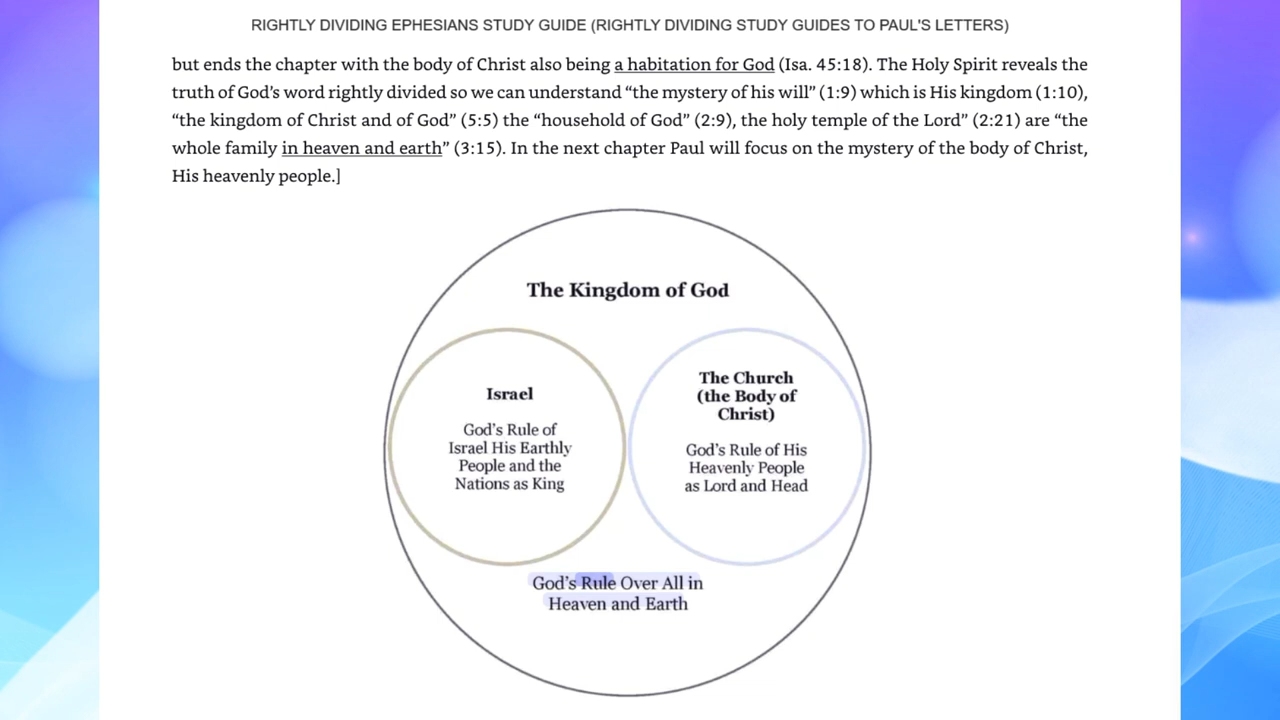 RIGHTLY DIVIDING EPHESIANS STUDY GUIDE (RIGHTLY DIVIDING STUDY GUIDES TO PAUL'S LETTERS)
but ends the chapter with the body of Christ also being a habitation for God (Isa. 45:18). The Holy Spirit reveals the
truth of God’s word rightly divided so we can understand “the mystery of his will” (1:9) which is His kingdom (1:10),
“the kingdom of Christ and of God” (5:5) the “household of God” (2:9), the holy temple of the Lord” (2:21) are “the
whole family in heaven and earth” (3:15). In the next chapter Paul will focus on the mystery of the body of Christ,
His heavenly people.]
The Kingdom of God
Israel
God’s Rule of
Israel His Earthly
People and the
Nations as King
The Church
(the Body of
Christ)
God’s Rule of His
Heavenly People
as Lord and Head
God’s Rule Over All in
Heaven and Earth